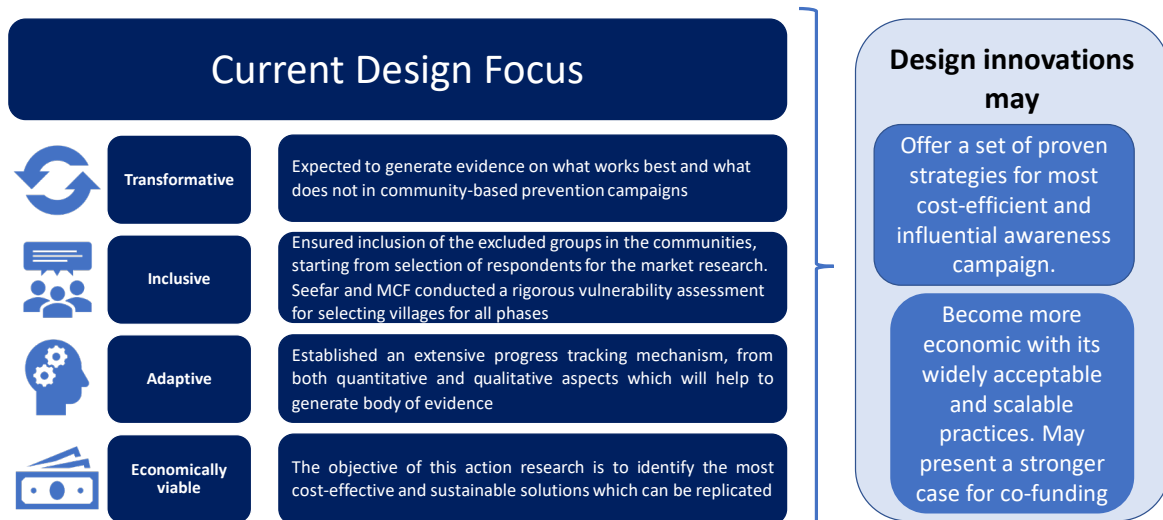 Current Design Focus
Transformative
Expected to generate evidence on what works best and what
does not in community-based prevention campaigns
Inclusive
Ensured inclusion of the excluded groups in the communities,
starting from selection of respondents for the market research.
Seefar and MCF conducted a rigorous vulnerability assessment
for selecting villages for all phases
Adaptive
Established an extensive progress tracking mechanism, from
both quantitative and qualitative aspects which will help to
generate body of evidence
Economically
viable
The objective of this action research is to identify the most
cost-effective and sustainable solutions which can be replicated
Design innovations
may
Offer a set of proven
strategies for most
cost-efficient and
influential awareness
campaign.
Become more
economic with its
widely acceptable
and scalable
practices. May
present a stronger
case for co-funding